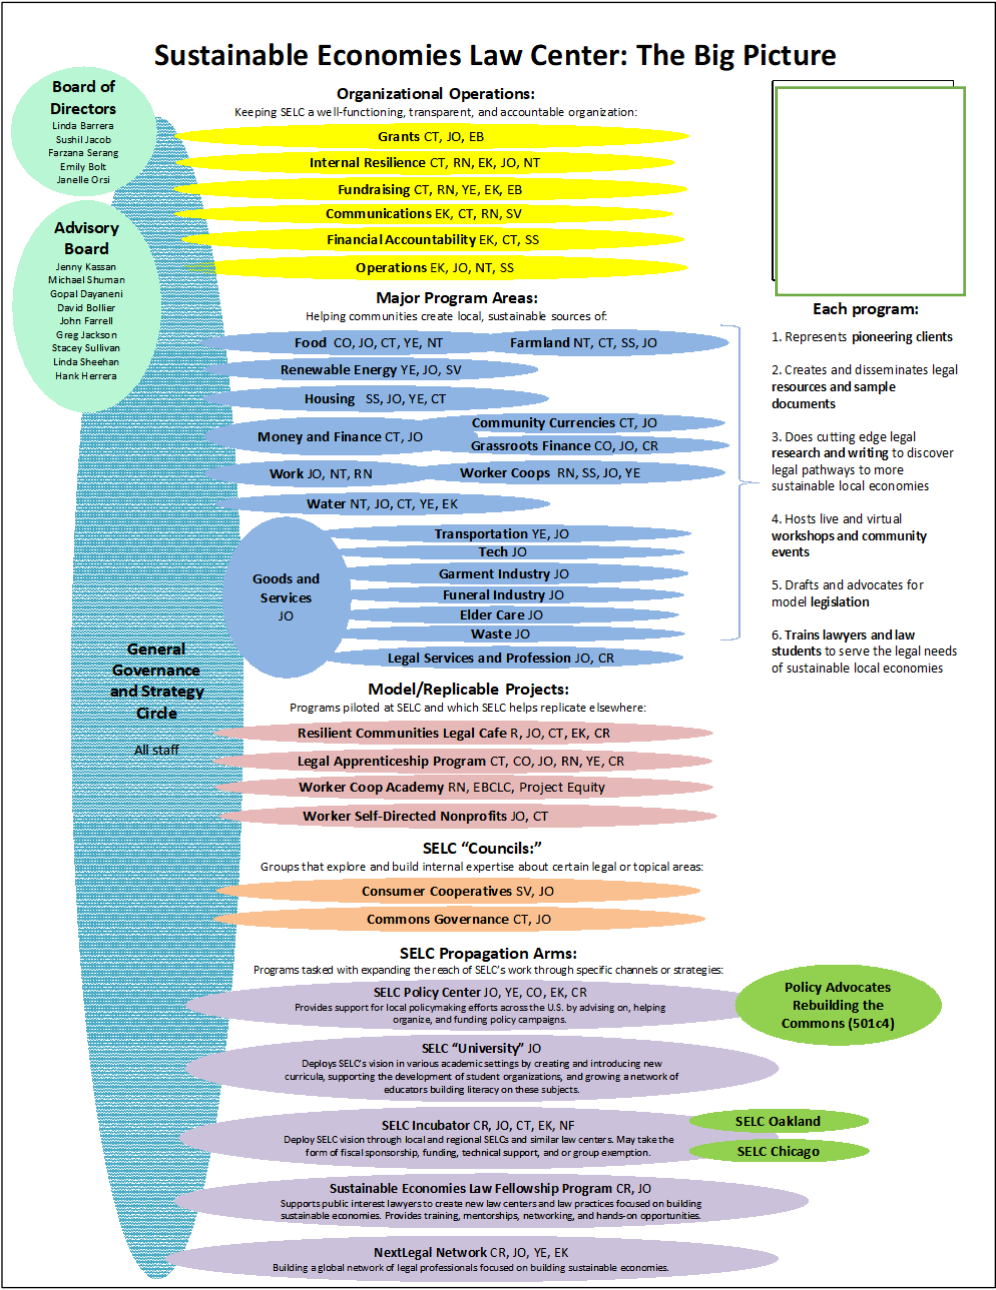 Sustainable Economies Law Center: The Big Picture
Board of
Directors
Linda Barrera
Sushil Jacob
Farzana Serang
Emily Bolt
Janelle Orsi
Advisory
Board
Jenny Kassan
Michael Shuman
Gopal Dayaneni
David Bollier
John Farrell
Greg Jackson
Stacey Sullivan
Linda Sheehan
Hank Herrera
General
Governance
and Strategy
Circle
All staff
Organizational Operations:
Keeping SELC a well-functioning, transparent, and accountable organization:
Grants CT, JO, EB
Internal Resilience CT, RN, EK, JO, NT
Fundraising CT, RN, YE, EK, EB
Communications EK, CT, RN, SV
Financial Accountability EK, CT, SS
Operations EK, JO, NT, SS
Major Program Areas:
Helping communities create local, sustainable sources of:
Food CO, JO, CT, YE, NT
Farmland NT, CT, SS, JO
Renewable Energy YE, JO, SV
Housing SS, JO, YE, CT
Money and Finance CT, JO
Community Currencies CT, JO
Grassroots Finance CO, JO, CR
Work JO, NT, RN
Worker Coops RN, SS, JO, YE
Water NT, JO, CT, YE, EK
Goods and
Services
JO
Transportation YE, JO
Tech JO
Garment Industry JO
Funeral Industry JO
Elder Care JO
Waste JO
Legal Services and Profession JO, CR
Each program:
1. Represents pioneering clients
2. Creates and disseminates legal
resources and sample
documents
3. Does cutting edge legal
research and writing to discover
legal pathways to more
sustainable local economies
4. Hosts live and virtual
workshops and community
events
5. Drafts and advocates for
model legislation
6. Trains lawyers and law
students to serve the legal needs
of sustainable local economies
Model/Replicable Projects:
Programs piloted at SELC and which SELC helps replicate elsewhere:
Resilient Communities Legal Cafe R, JO, CT, EK, CR
Legal Apprenticeship Program CT, CO, JO, RN, YE, CR
Worker Coop Academy RN, EBCLC, Project Equity
Worker Self-Directed Nonprofits JO, CT
SELC “Councils:”
Groups that explore and build internal expertise about certain legal or topical areas:
Consumer Cooperatives SV, JO
Commons Governance CT, JO
SELC Propagation Arms:
Programs tasked with expanding the reach of SELC’s work through specific channels or strategies:
SELC Policy Center JO, YE, CO, EK, CR
Provides support for local policymaking efforts across the U.S. by advising on, helping
organize, and funding policy campaigns.
Policy Advocates
Rebuilding the
Commons (501c4)
SELC “University” JO
Deploys SELC’s vision in various academic settings by creating and introducing new
curricula, supporting the development of student organizations, and growing a network of
educators building literacy on these subjects.
SELC Incubator CR, JO, CT, EK, NF
Deploy SELC vision through local and regional SELCs and similar law centers. May take the
form of fiscal sponsorship, funding, technical support, and or group exemption.
SELC Oakland
SELC Chicago
Sustainable Economies Law Fellowship Program CR, JO
Supports public interest lawyers to create new law centers and law practices focused on building
sustainable economies. Provides training, mentorships, networking, and hands-on opportunities.
NextLegal Network CR, JO, YE, EK
Building a global network of legal professionals focused on building sustainable economies.